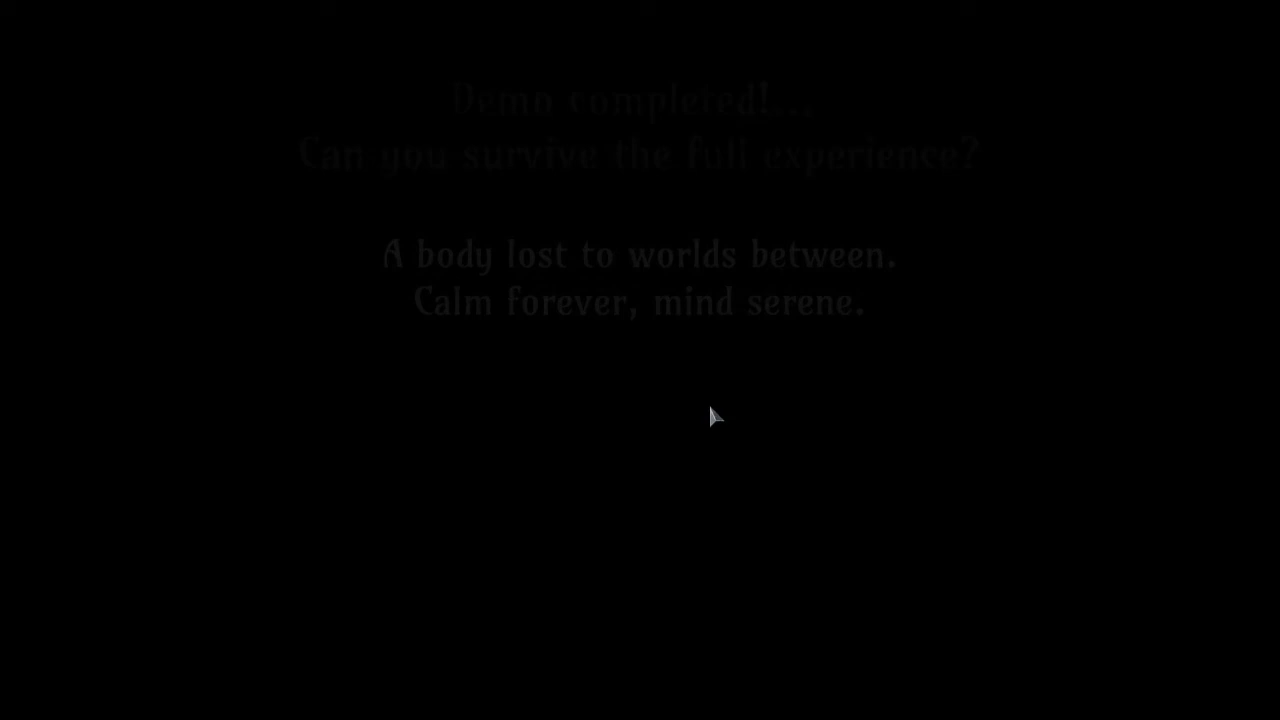 Demo completed!...
Can you survive the full experience?
A body lost to worlds between.
Calm forever, mind serene.